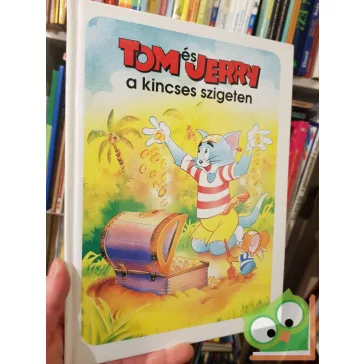 TOM és JERRY
a kincses szigeten